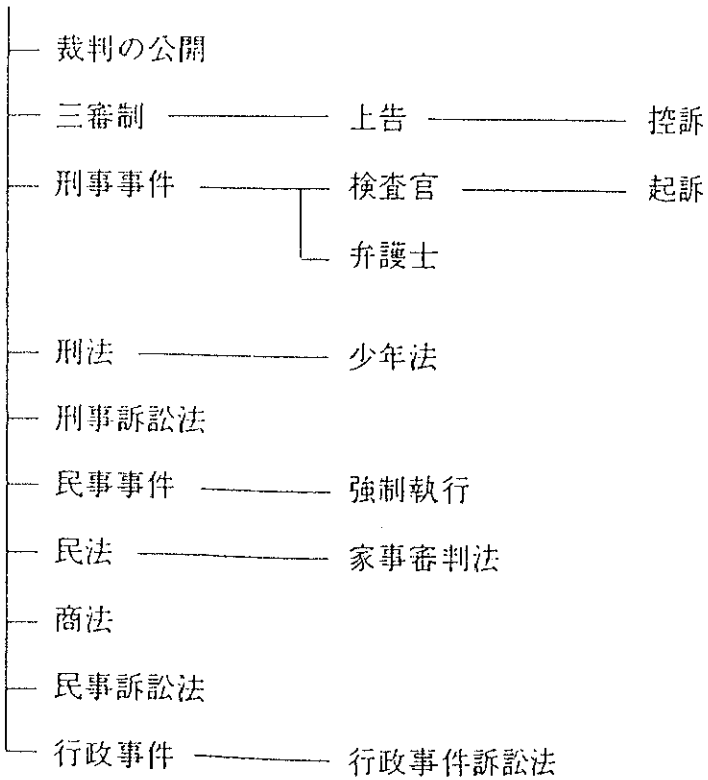 裁判の公開
三審制 上告 控訴
刑事事件 検査官 起訴
弁護士
刑法 少年法
刑事訴訟法
民事事件 強制執行
民法 家事審判法
商法
民事訴訟法
行政事件 行政事件訴訟法